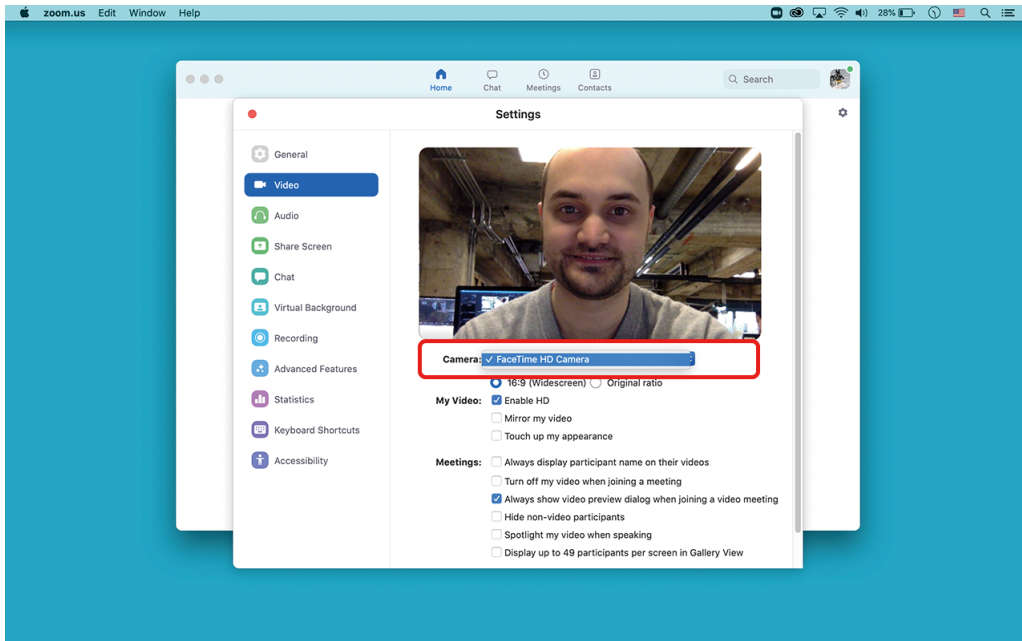 zoom.us Edit Window Help 28%
Home Chat Meetings Contacts Search
Settings
General
Video
Audio
Share Screen
Chat
Virtual Background
Recording
Advanced Features
Statistics
Keyboard Shortcuts
Accessibility
Camera: ✓ FaceTime HD Camera
16:9 (Widescreen) Original ratio
My Video: Enable HD
Mirror my video
Touch up my appearance
Meetings: Always display participant name on their videos
Turn off my video when joining a meeting
Always show video preview dialog when joining a video meeting
Hide non-video participants
Spotlight my video when speaking
Display up to 49 participants per screen in Gallery View